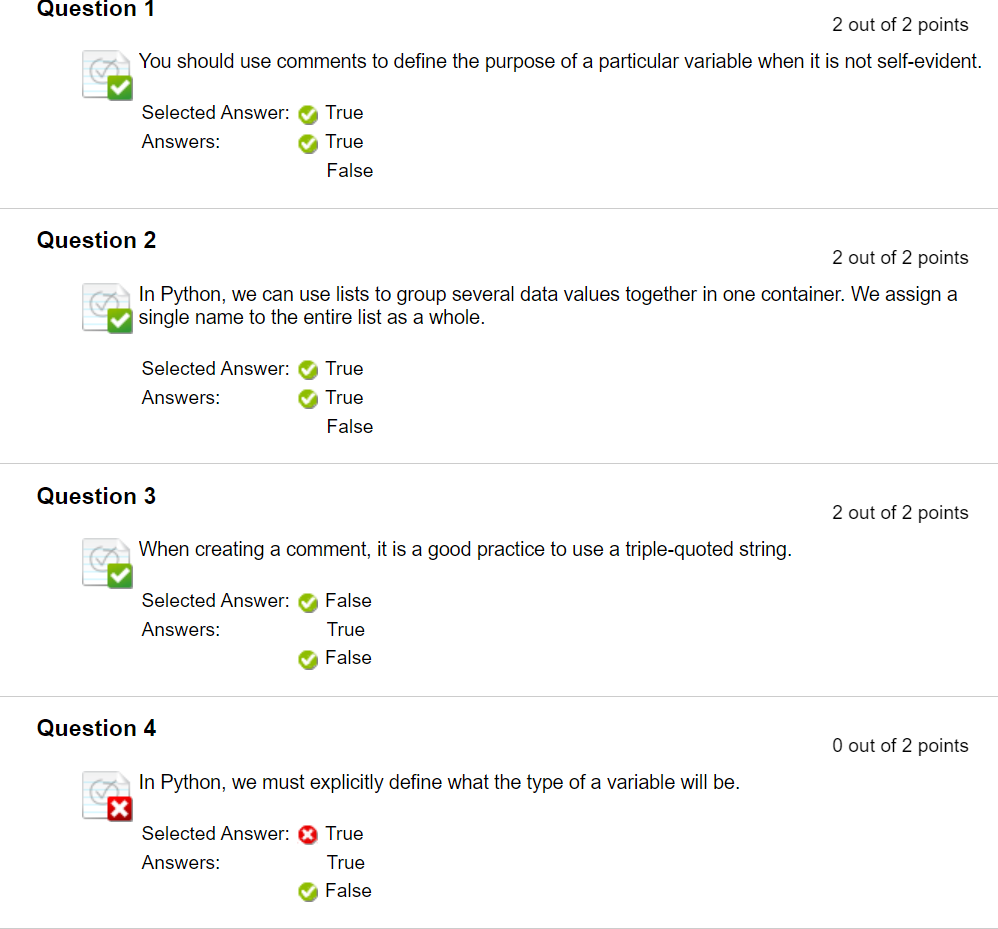 Question 1
2 out of 2 points
You should use comments to define the purpose of a particular variable when it is not self-evident.
Selected Answer: True
Answers: True
False
Question 2
2 out of 2 points
In Python, we can use lists to group several data values together in one container. We assign a
single name to the entire list as a whole.
Selected Answer: True
Answers: True
False
Question 3
2 out of 2 points
When creating a comment, it is a good practice to use a triple-quoted string.
Selected Answer: False
Answers: True
False
Question 4
0 out of 2 points
In Python, we must explicitly define what the type of a variable will be.
Selected Answer: True
Answers: True
False